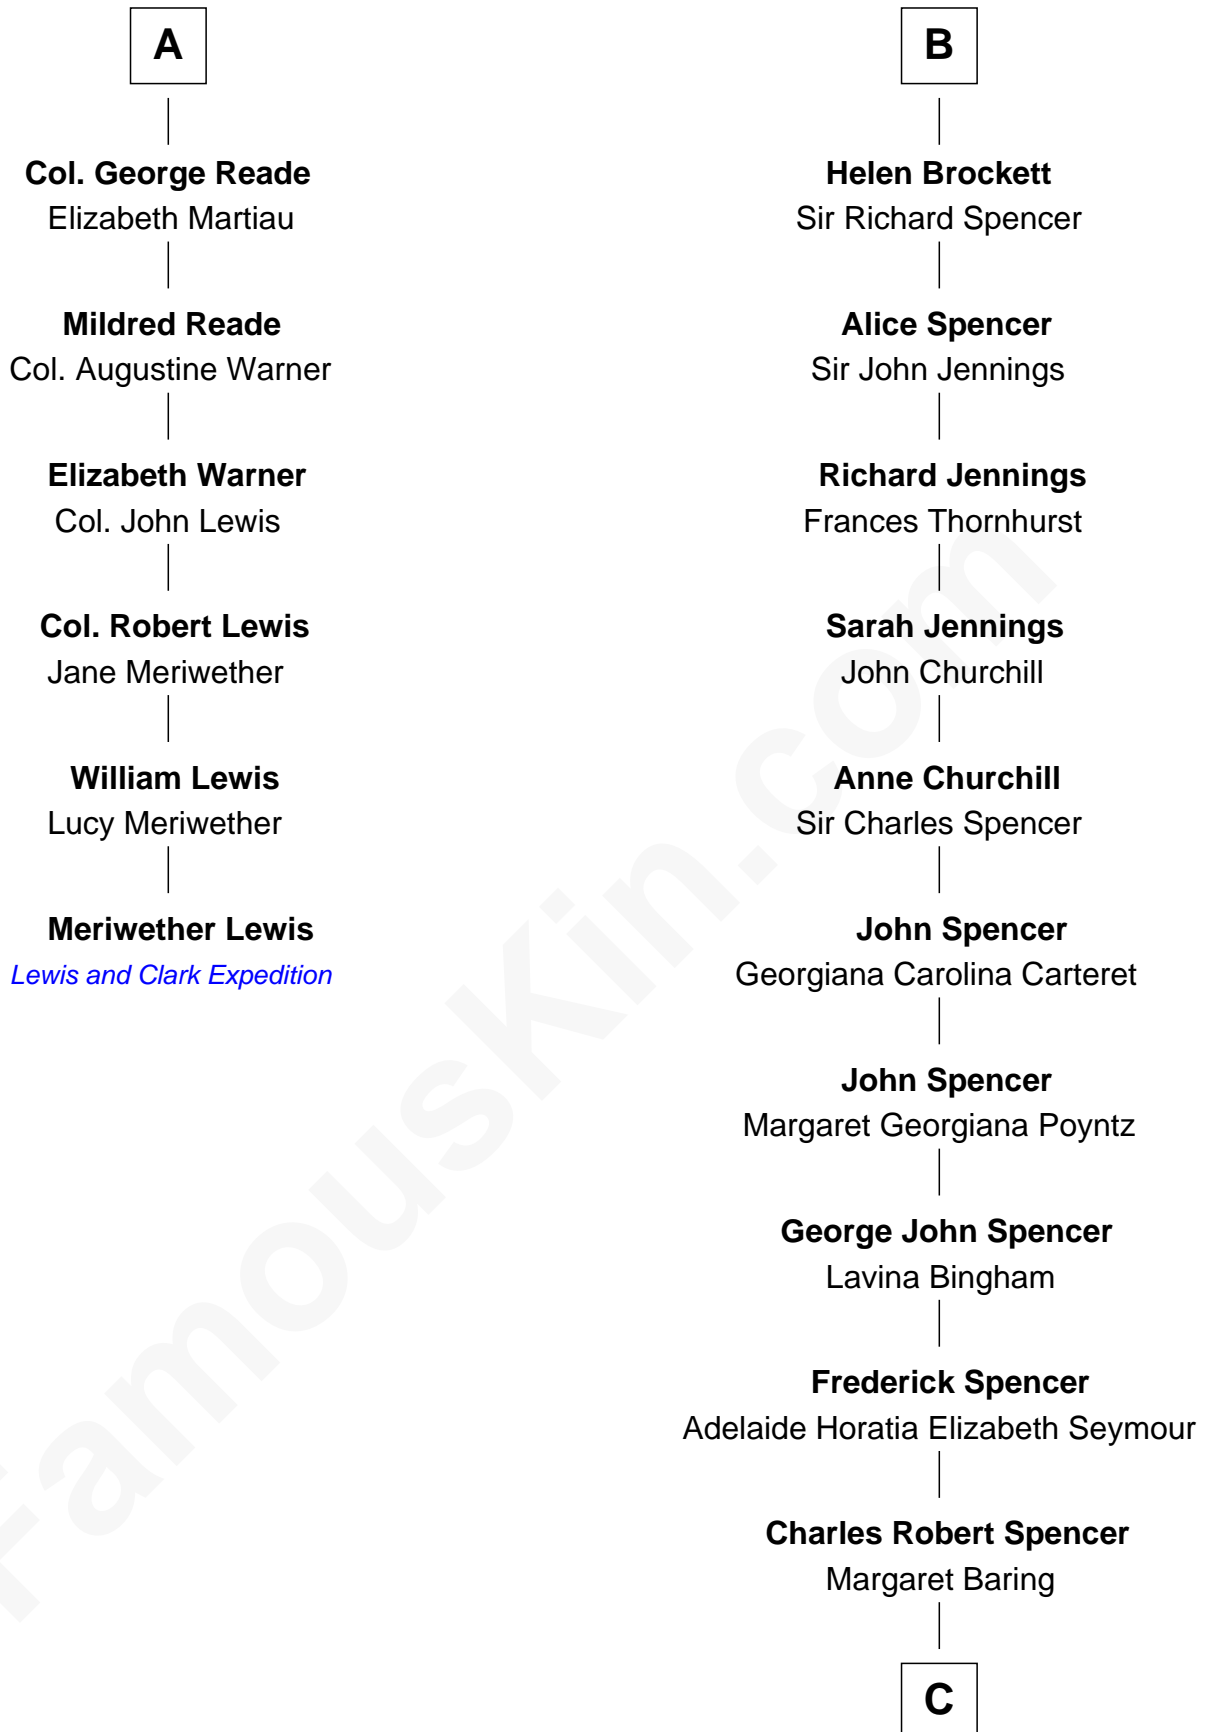 A
Col. George Reade
Elizabeth Martiau
Mildred Reade
Col. Augustine Warner
Elizabeth Warner
Col. John Lewis
Col. Robert Lewis
Jane Meriwether
William Lewis
Lucy Meriwether
Meriwether Lewis
Lewis and Clark Expedition
B
Helen Brockett
Sir Richard Spencer
Alice Spencer
Sir John Jennings
Richard Jennings
Frances Thornhurst
Sarah Jennings
John Churchill
Anne Churchill
Sir Charles Spencer
John Spencer
Georgiana Carolina Carteret
John Spencer
Margaret Georgiana Poyntz
George John Spencer
Lavina Bingham
Frederick Spencer
Adelaide Horatia Elizabeth Seymour
Charles Robert Spencer
Margaret Baring
C
FamousKin.com